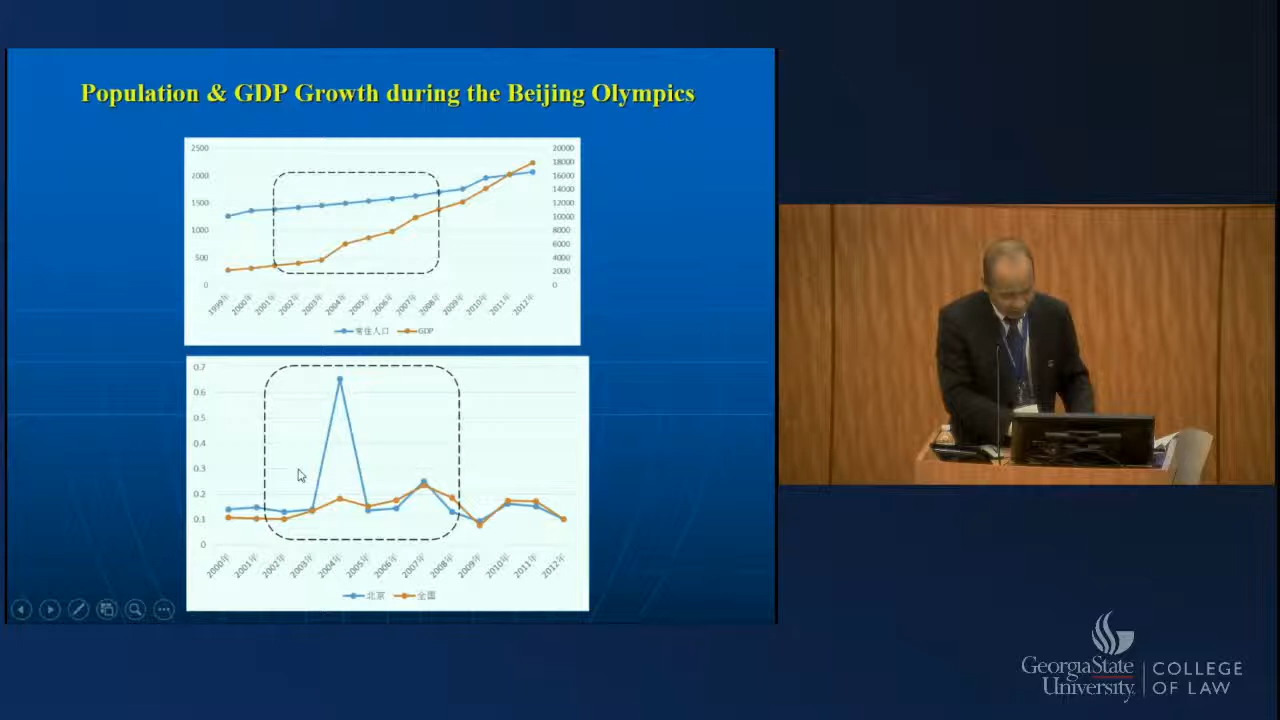 Population & GDP Growth during the Beijing Olympics
2500
2000
1500
1000
500
0
20000
18000
16000
14000
12000
10000
8000
6000
4000
2000
0
1999年 2000年 2001年 2002年 2003年 2004年 2005年 2006年 2007年 2008年 2009年 2010年 2011年 2012年
常住人口 GDP
0.7
0.6
0.5
0.4
0.3
0.2
0.1
0
2000年 2001年 2002年 2003年 2004年 2005年 2006年 2007年 2008年 2009年 2010年 2011年 2012年
北京 全国
GeorgiaState
University
COLLEGE
OF LAW